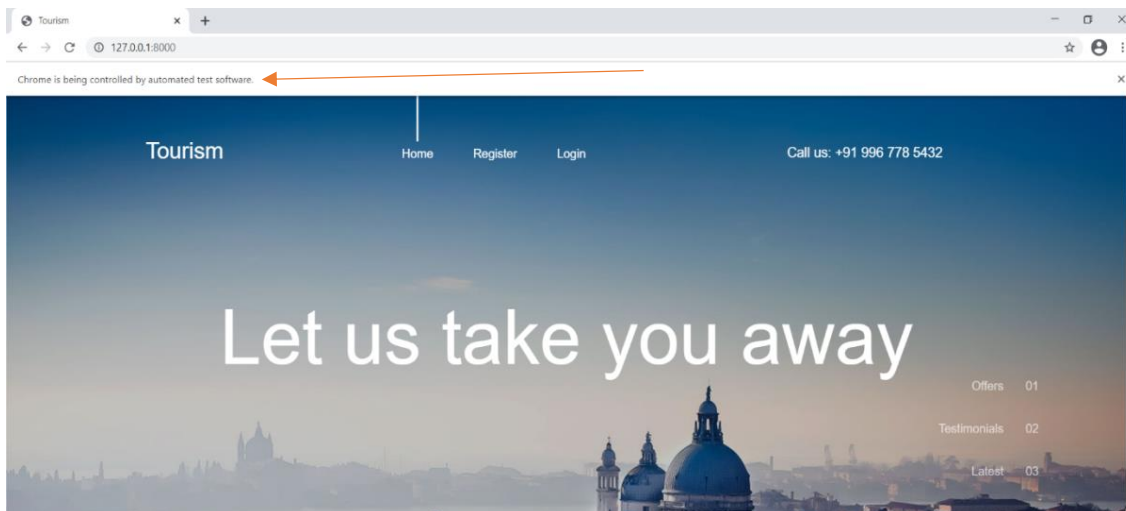 Tourism
127.0.0.1:8000
Chrome is being controlled by automated test software.
Tourism Home Register Login Call us: +91 996 778 5432
Let us take you away
Offers 01
Testimonials 02
Latest 03